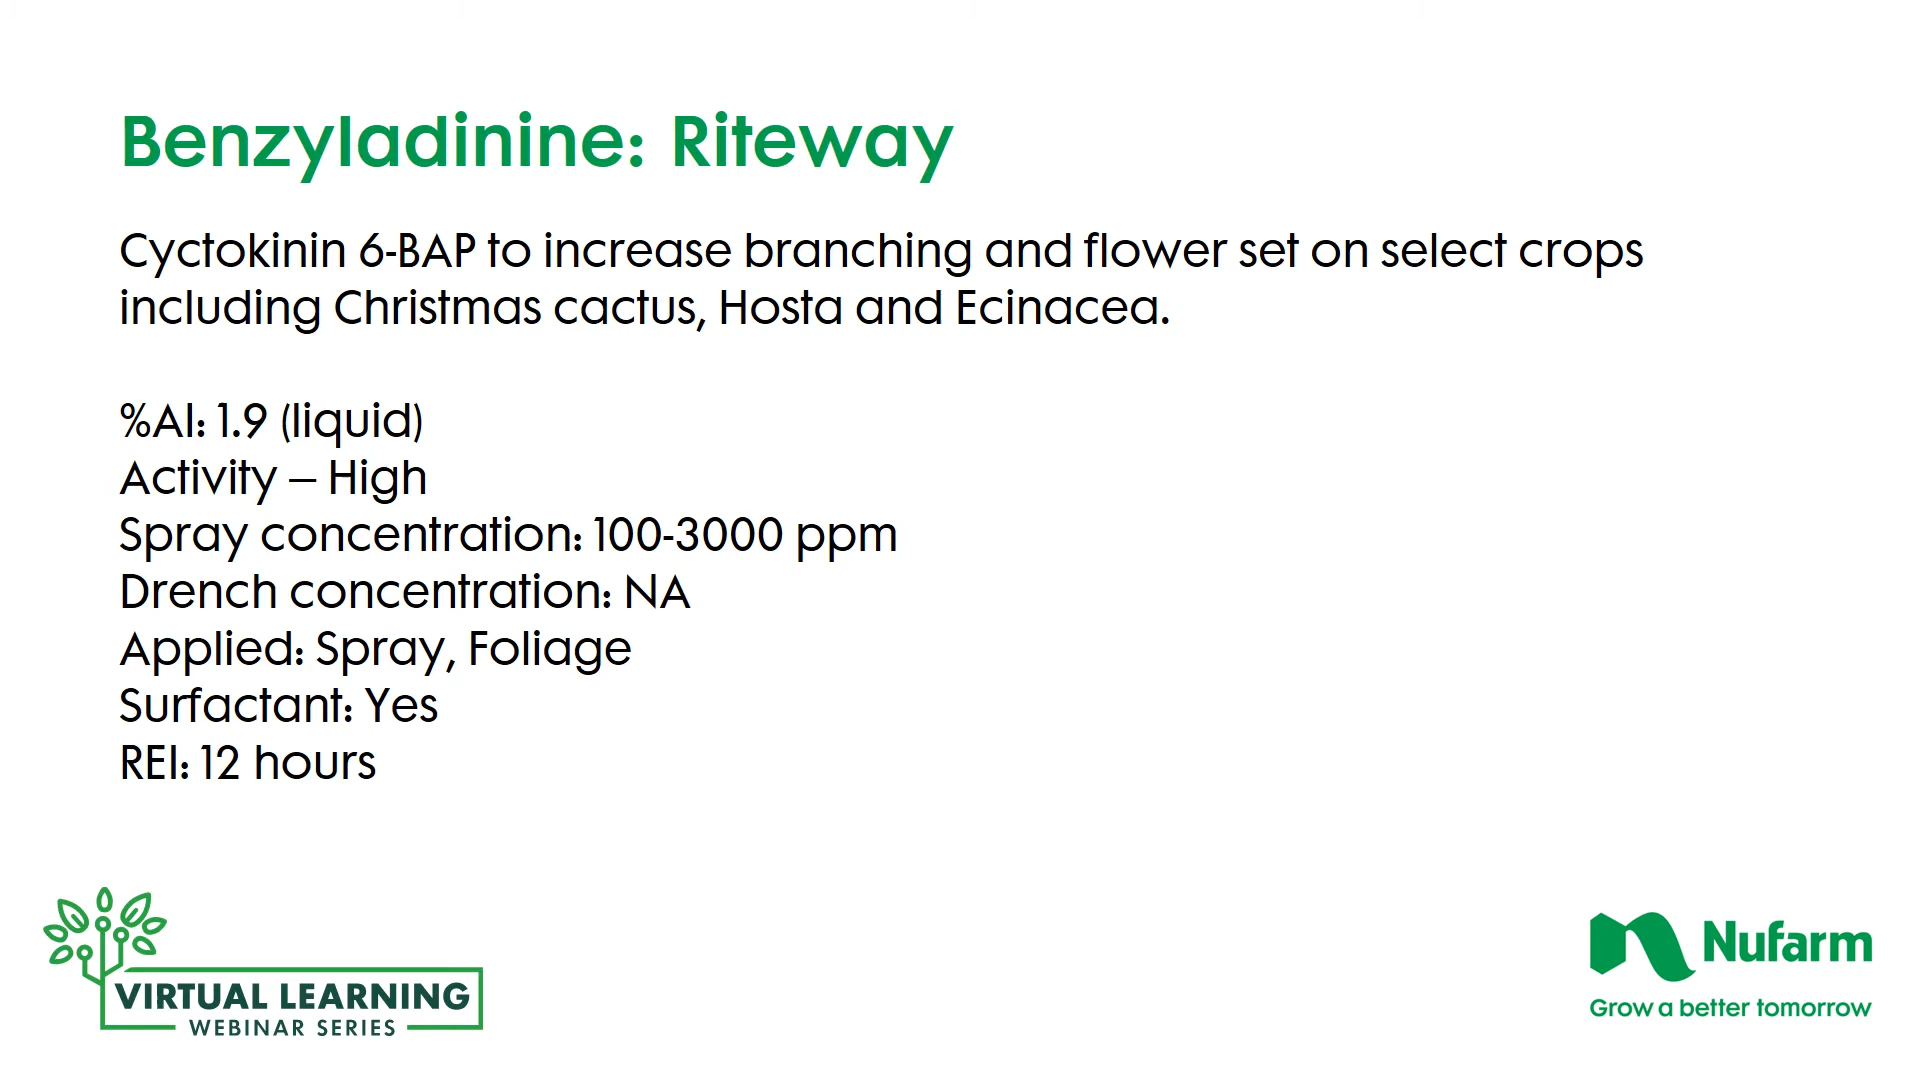 Benzyladinine: Riteway
Cyctokinin 6-BAP to increase branching and flower set on select crops
including Christmas cactus, Hosta and Ecinacea.
%AI: 1.9 (liquid)
Activity – High
Spray concentration: 100-3000 ppm
Drench concentration: NA
Applied: Spray, Foliage
Surfactant: Yes
REI: 12 hours
VIRTUAL LEARNING
WEBINAR SERIES
Nufarm
Grow a better tomorrow